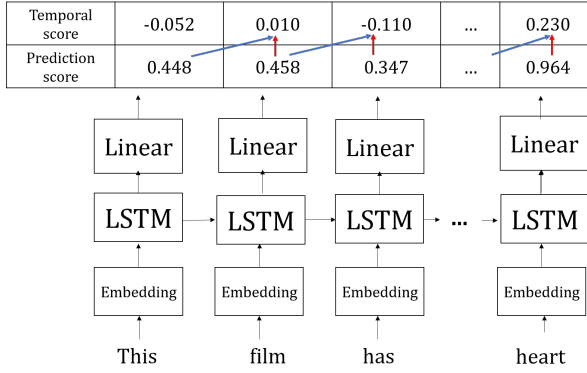 Temporal score -0.052 0.010 -0.110 ... 0.230
Prediction score 0.448 0.458 0.347 ... 0.964
Linear Linear Linear Linear
LSTM LSTM LSTM ... LSTM
Embedding Embedding Embedding Embedding
This film has heart